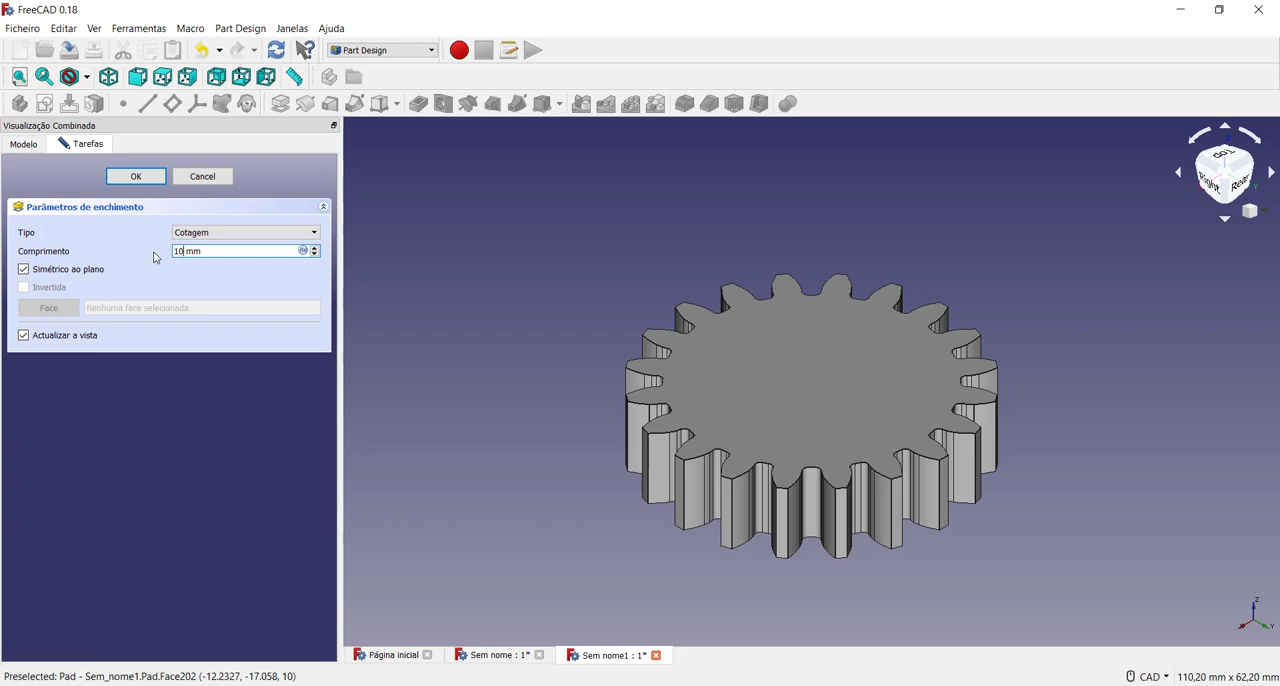 FreeCAD 0.18
Ficheiro Editar Ver Ferramentas Macro Part Design Janelas Ajuda
Part Design
Visualização Combinada
Modelo Tarefas
OK Cancel
Parâmetros de enchimento
Tipo Cotagem
Comprimento 10 mm
Simétrico ao plano
Invertida
Face Nenhuma face selecionada
Actualizar a vista
Top
Right Rear
Z
X Y
Página inicial Sem nome : 1* Sem nome1 : 1*
Preselected: Pad - Sem_nome1.Pad.Face202 (-12.2327, -17.058, 10) CAD 110,20 mm x 62,20 mm